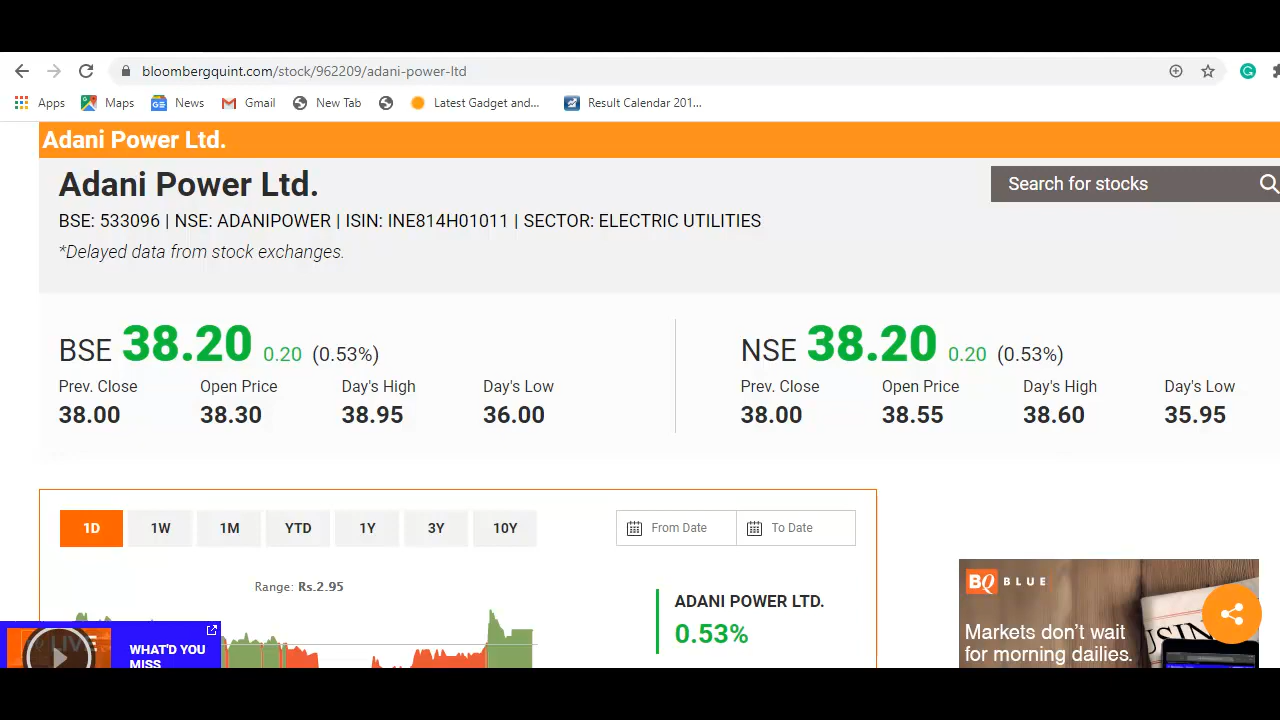 bloombergquint.com/stock/962209/adani-power-ltd
Apps Maps News Gmail New Tab Latest Gadget and... Result Calendar 201...
Adani Power Ltd.
Adani Power Ltd.
Search for stocks
BSE: 533096 | NSE: ADANIPOWER | ISIN: INE814H01011 | SECTOR: ELECTRIC UTILITIES
*Delayed data from stock exchanges.
BSE 38.20 0.20 (0.53%)
Prev. Close Open Price Day's High Day's Low
38.00 38.30 38.95 36.00
NSE 38.20 0.20 (0.53%)
Prev. Close Open Price Day's High Day's Low
38.00 38.55 38.60 35.95
1D 1W 1M YTD 1Y 3Y 10Y
From Date To Date
Range: Rs.2.95
ADANI POWER LTD.
0.53%
LIVE
WHAT'D YOU
MISS
BQ BLUE
Markets don't wait
for morning dailies.